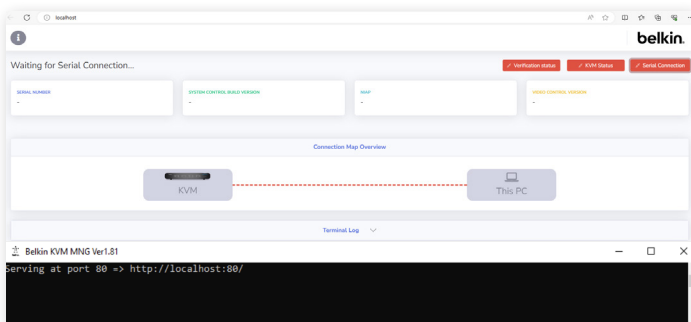 localhost
belkin.
Waiting for Serial Connection...
Verification status
KVM Status
Serial Connection
SERIAL NUMBER
-
SYSTEM CONTROL BUILD VERSION
-
MAP
-
VIDEO CONTROL VERSION
-
Connection Map Overview
KVM
This PC
Terminal Log
Belkin KVM MNG Ver1.81
Serving at port 80 => http://localhost:80/